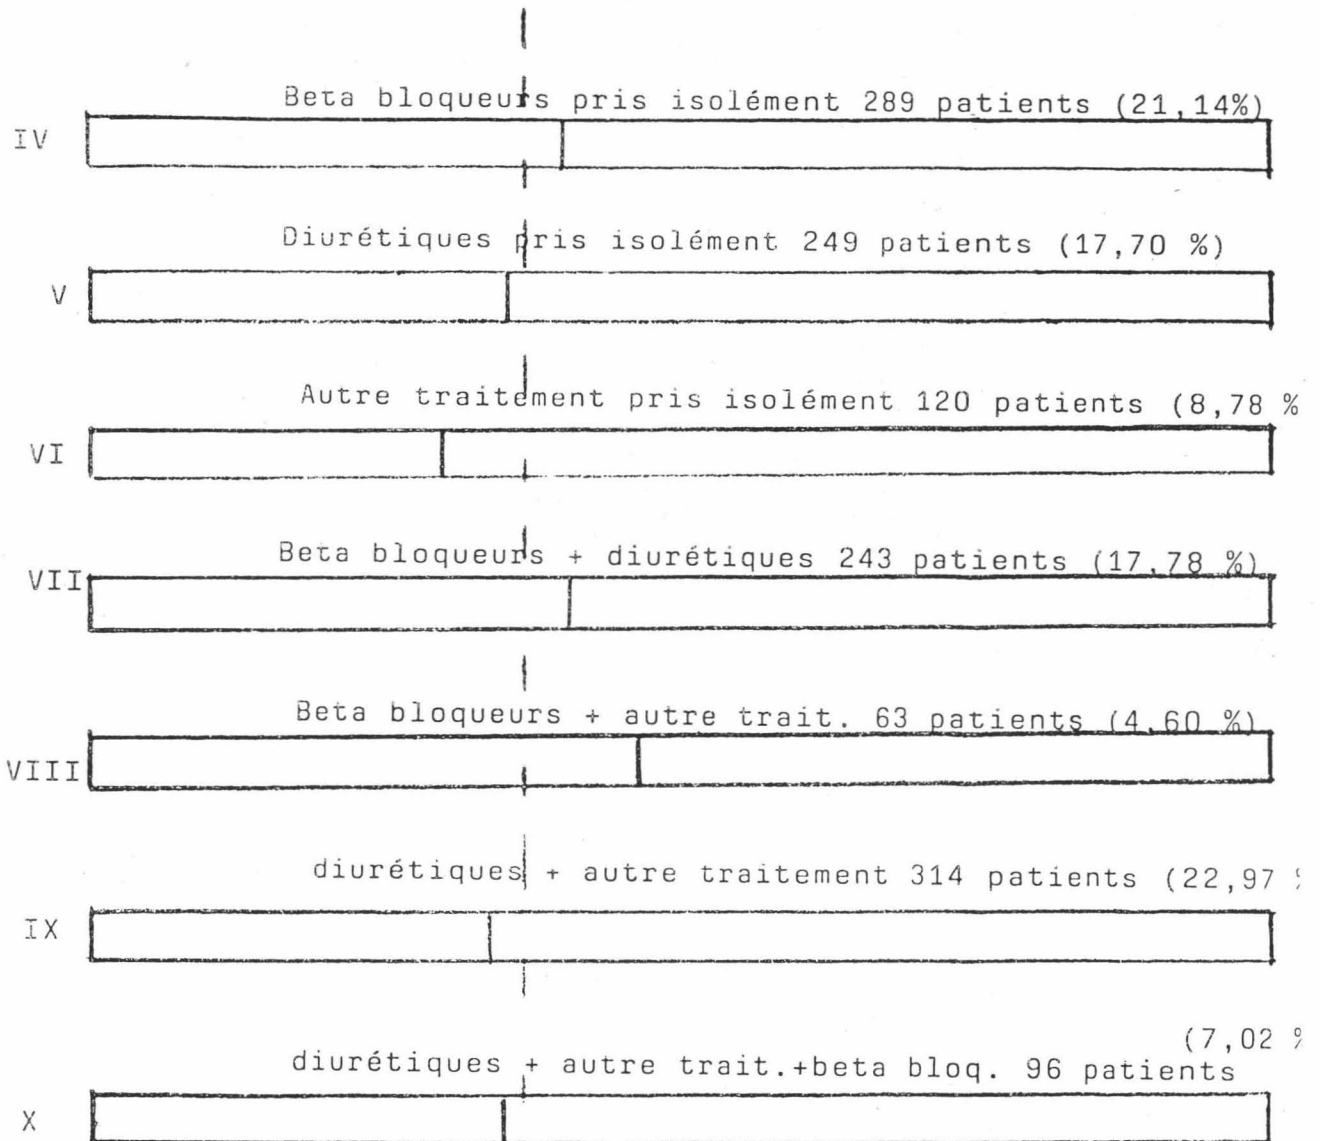 Beta bloqueurs pris isolément 289 patients (21,14%)
IV
Diurétiques pris isolément 249 patients (17,70 %)
V
Autre traitement pris isolément 120 patients (8,78 %
VI
Beta bloqueurs + diurétiques 243 patients (17,78 %)
VII
Beta bloqueurs + autre trait. 63 patients (4,60 %)
VIII
diurétiques + autre traitement 314 patients (22,97 %
IX
(7,02 %
diurétiques + autre trait.+beta bloq. 96 patients
X